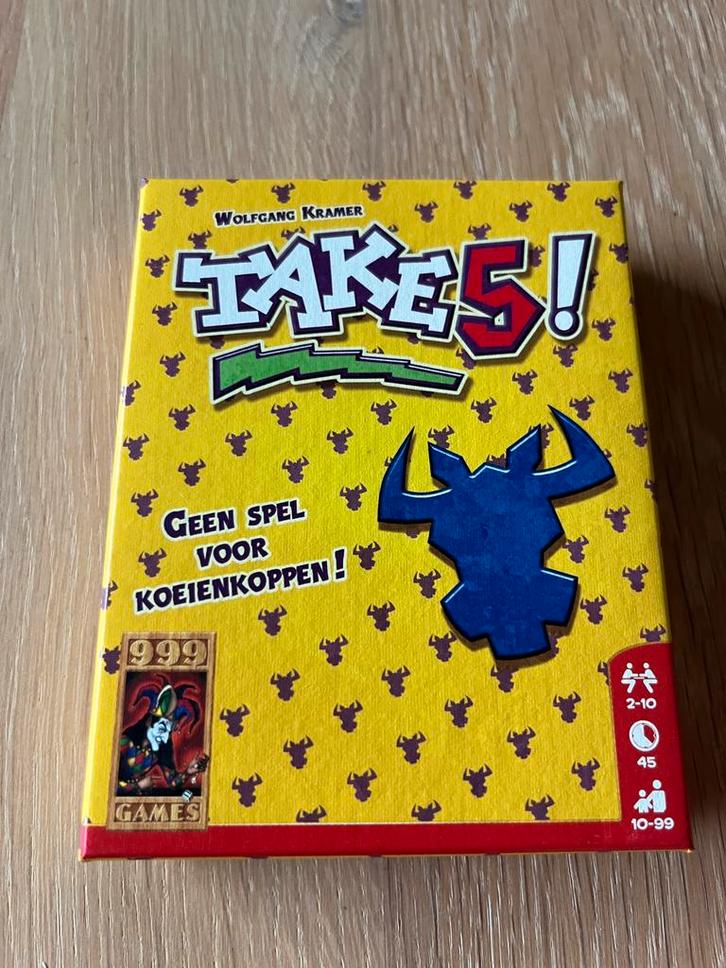 WOLFGANG KRAMER
TAKE 5!
GEEN SPEL
VOOR
KOEIENKOPPEN!
999
GAMES
2-10
45
10-99